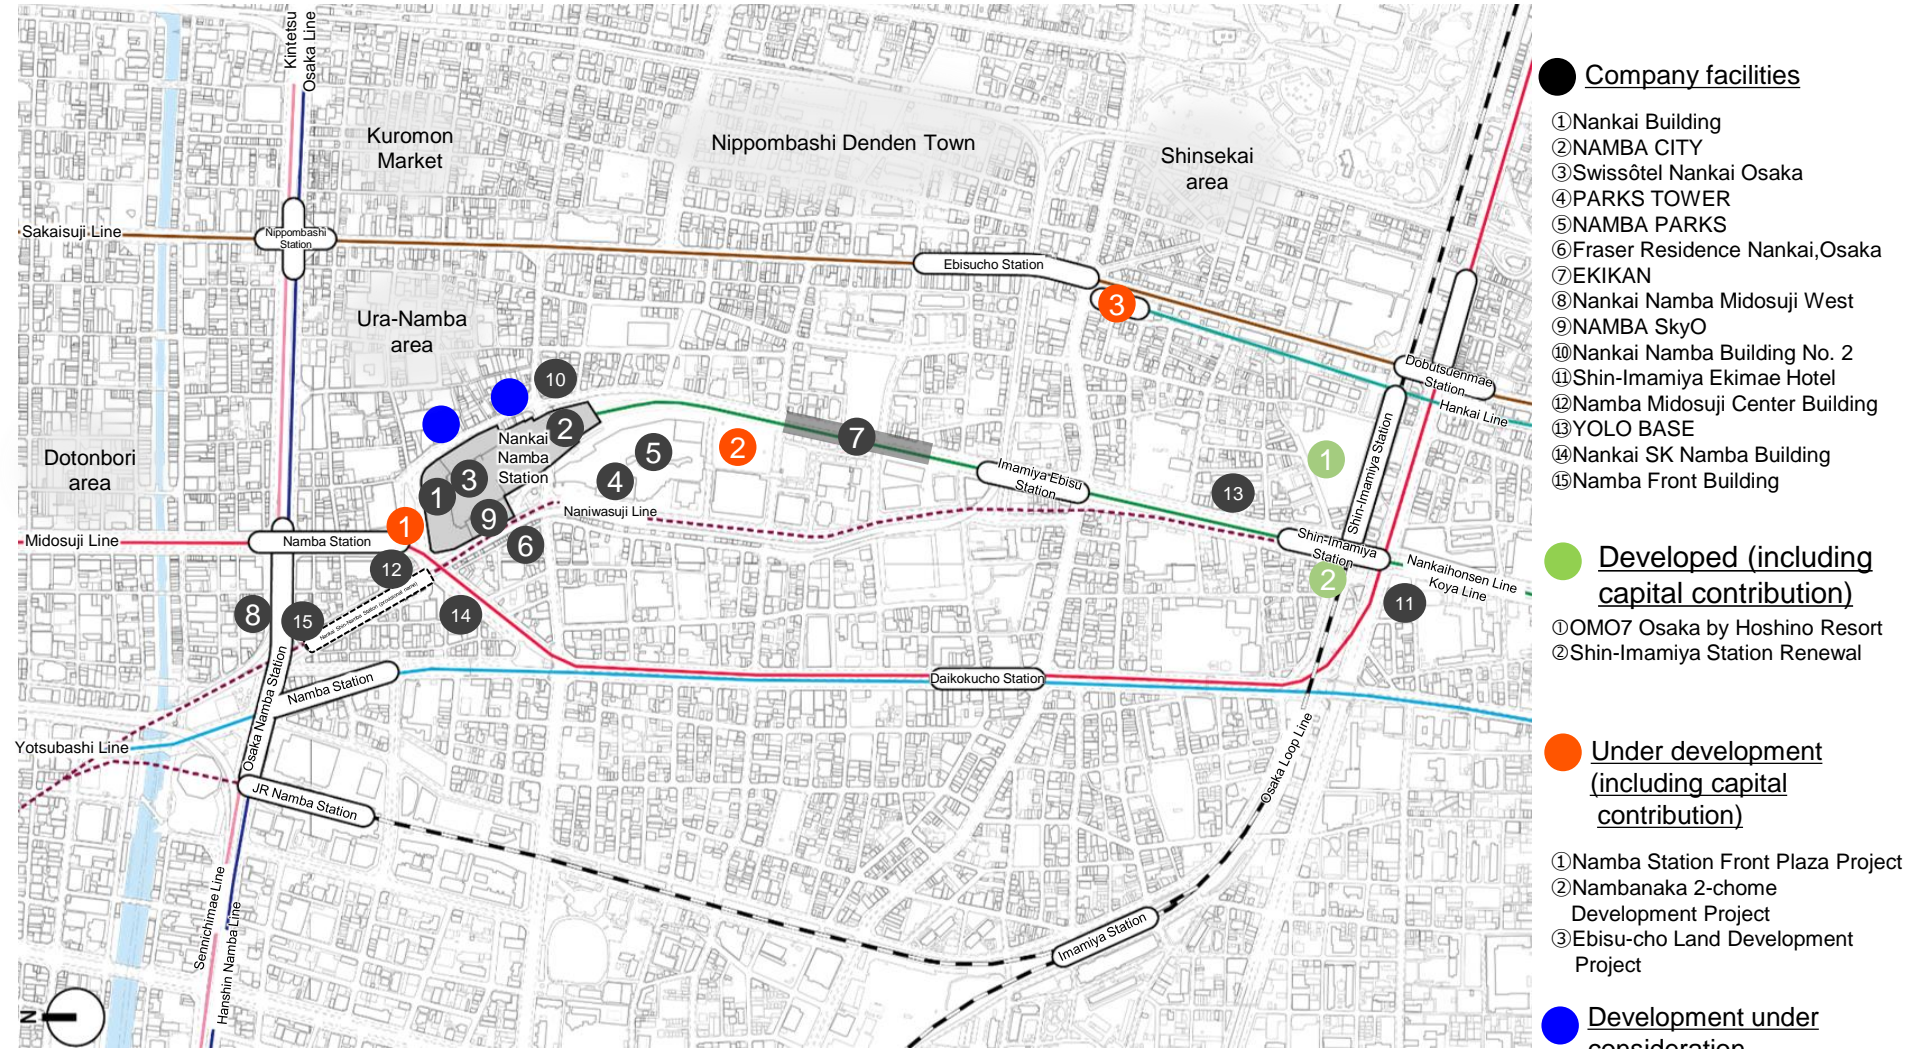 Kintetsu
Osaka Line
Kuromon
Market
Nippombashi Denden Town
Shinsekai
area
Sakaisuji Line
Nippombashi
Station
Ebisucho Station
3
Ura-Namba
area
Dobutsuenmae
Station
Hankai Line
10
2
Nankai
Namba
Station
5
2
7
1
Dotonbori
area
3
4
1
Imamiya Ebisu
Station
13
Shin-Imamiya Station
9
Naniwasuji Line
1
Midosuji Line
Namba Station
6
Shin-Imamiya
Station
Nankaihonsen Line
Koya Line
12
2
11
8
15
14
Osaka Namba Station
Namba Station
Daikokucho Station
Yotsubashi Line
JR Namba Station
Osaka Loop Line
Sennichimae Line
Hanshin Namba Line
Imamiya Station
N
Company facilities
①Nankai Building
②NAMBA CITY
③Swissôtel Nankai Osaka
④PARKS TOWER
⑤NAMBA PARKS
⑥Fraser Residence Nankai,Osaka
⑦EKIKAN
⑧Nankai Namba Midosuji West
⑨NAMBA SkyO
⑩Nankai Namba Building No. 2
⑪Shin-Imamiya Ekimae Hotel
⑫Namba Midosuji Center Building
⑬YOLO BASE
⑭Nankai SK Namba Building
⑮Namba Front Building
Developed (including
capital contribution)
①OMO7 Osaka by Hoshino Resort
②Shin-Imamiya Station Renewal
Under development
(including capital
contribution)
①Namba Station Front Plaza Project
②Nambanaka 2-chome
Development Project
③Ebisu-cho Land Development
Project
Development under
consideration